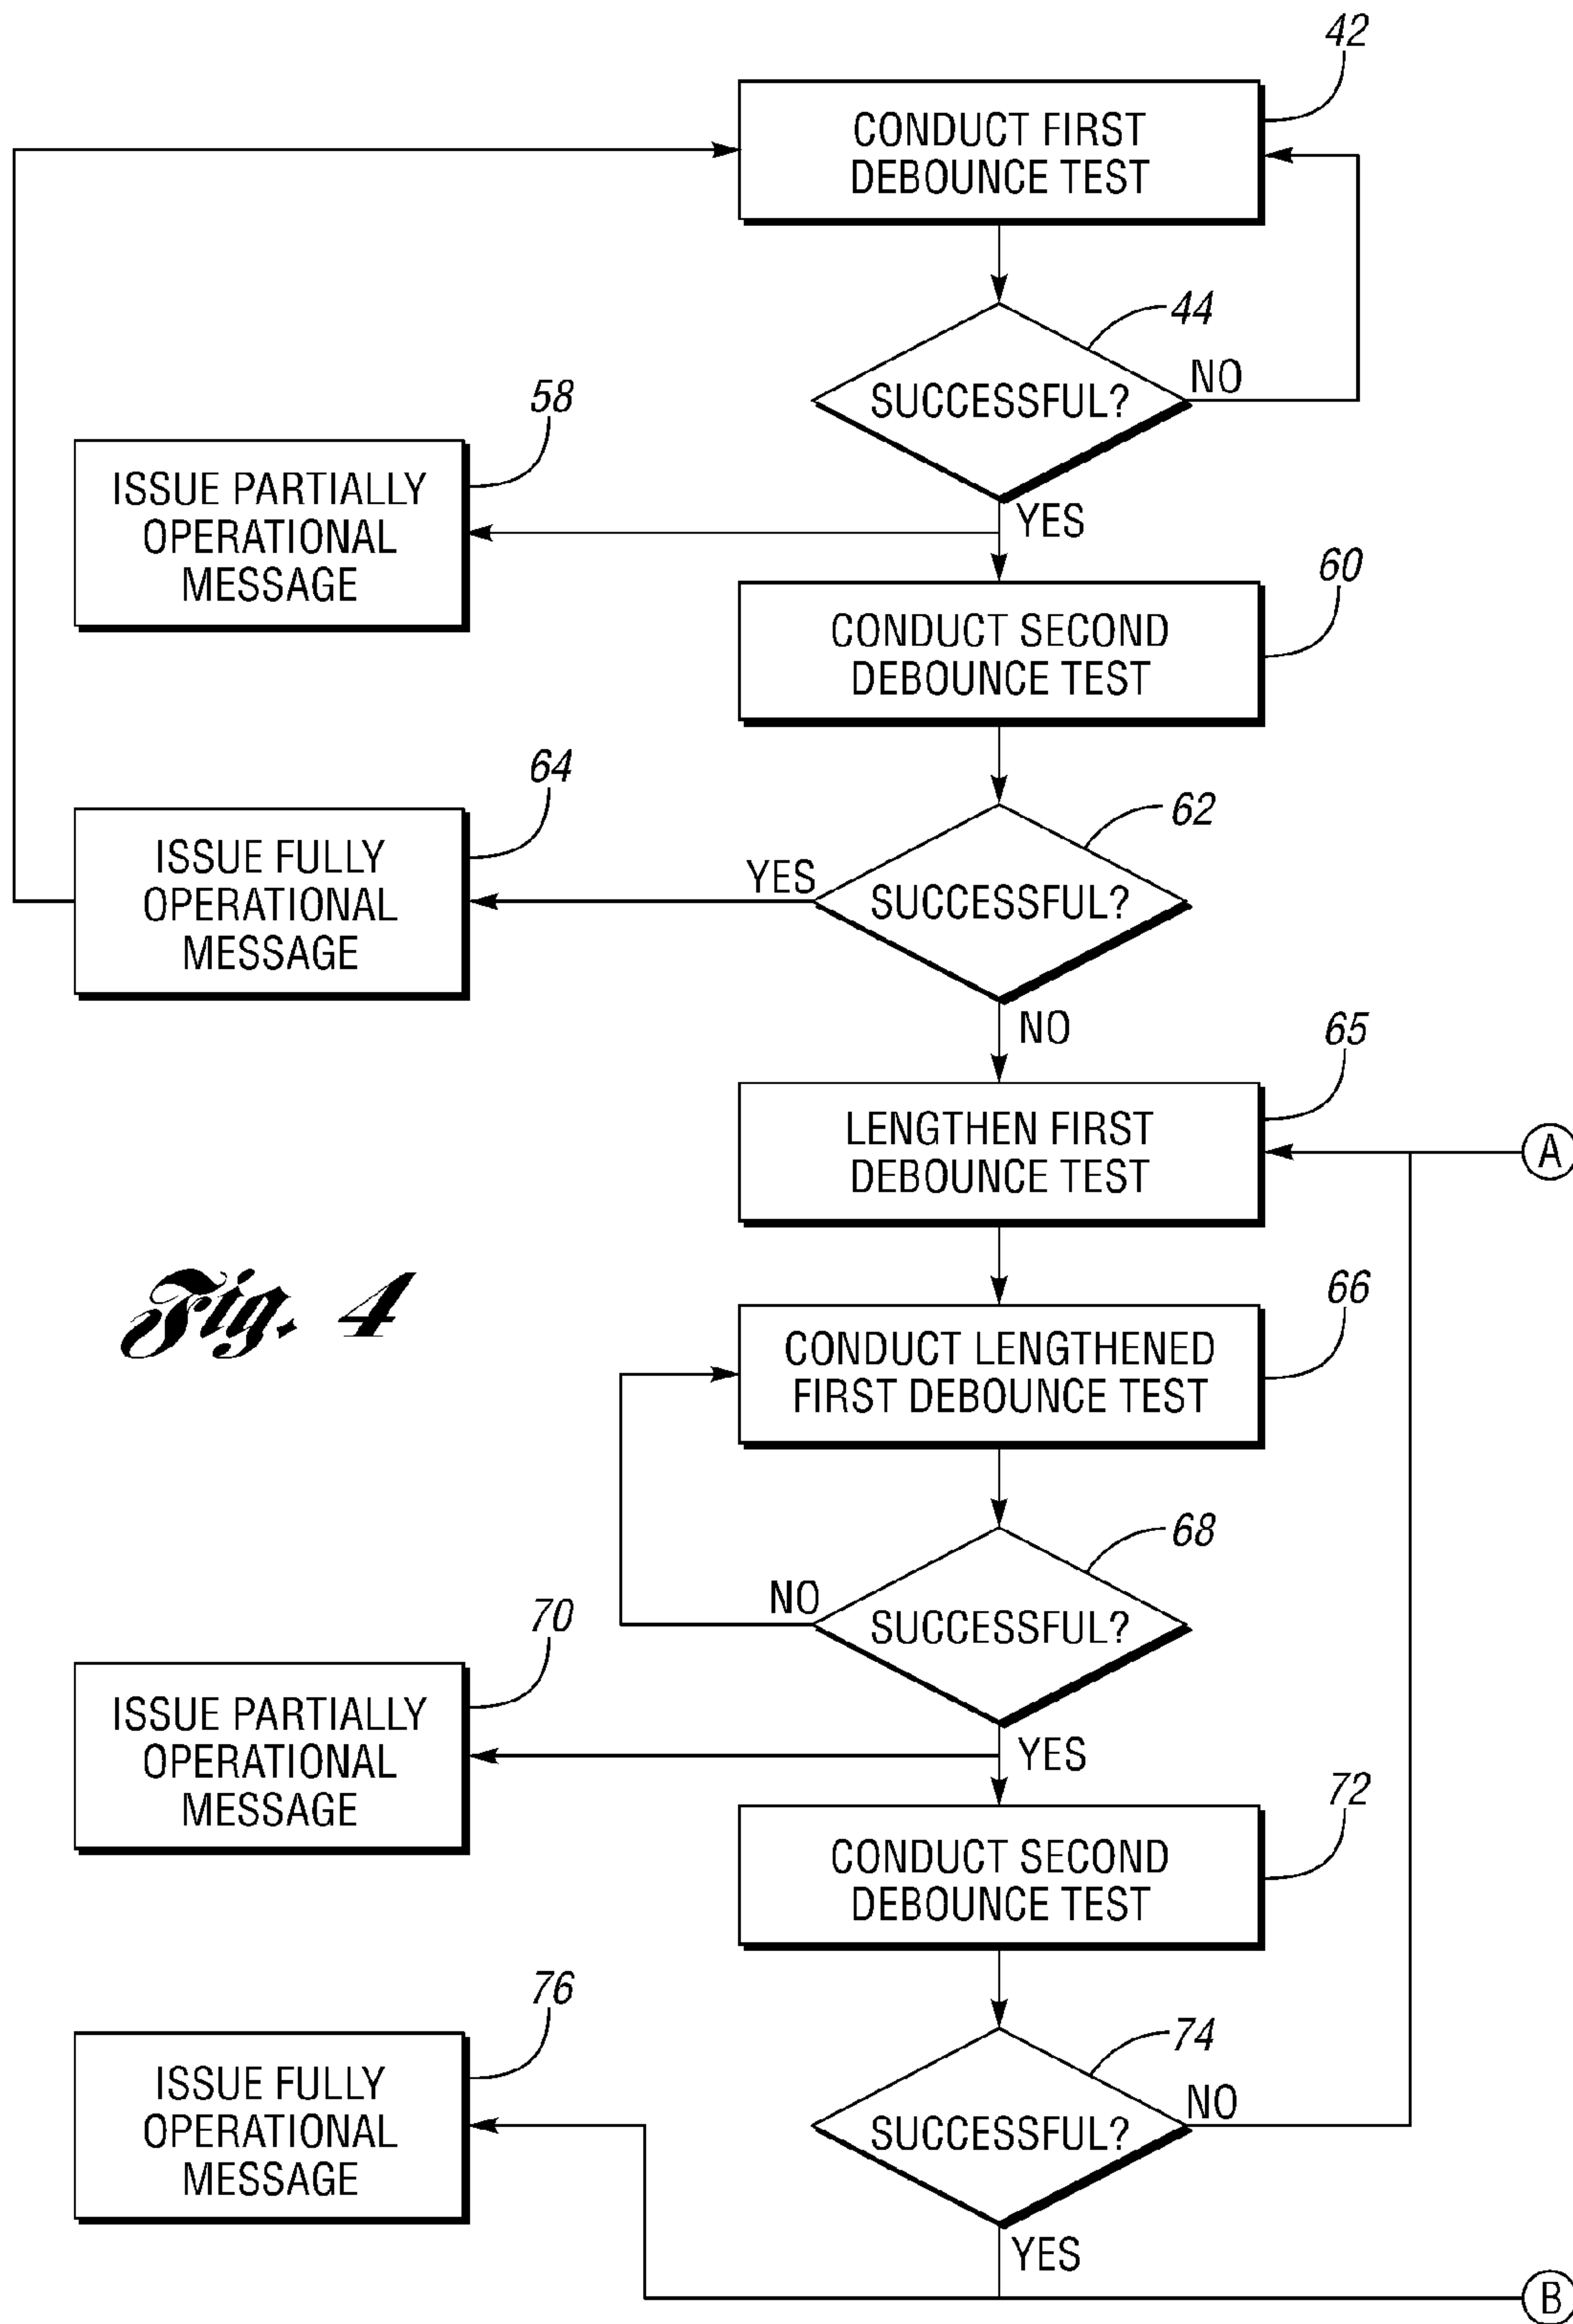 42
CONDUCT FIRST
DEBOUNCE TEST
44
SUCCESSFUL?
NO
58
ISSUE PARTIALLY
OPERATIONAL
MESSAGE
YES
60
CONDUCT SECOND
DEBOUNCE TEST
64
62
ISSUE FULLY
OPERATIONAL
MESSAGE
YES
SUCCESSFUL?
NO
65
LENGTHEN FIRST
DEBOUNCE TEST
A
Fig. 4
66
CONDUCT LENGTHENED
FIRST DEBOUNCE TEST
68
NO
SUCCESSFUL?
70
ISSUE PARTIALLY
OPERATIONAL
MESSAGE
YES
72
CONDUCT SECOND
DEBOUNCE TEST
76
74
ISSUE FULLY
OPERATIONAL
MESSAGE
SUCCESSFUL?
NO
YES
B